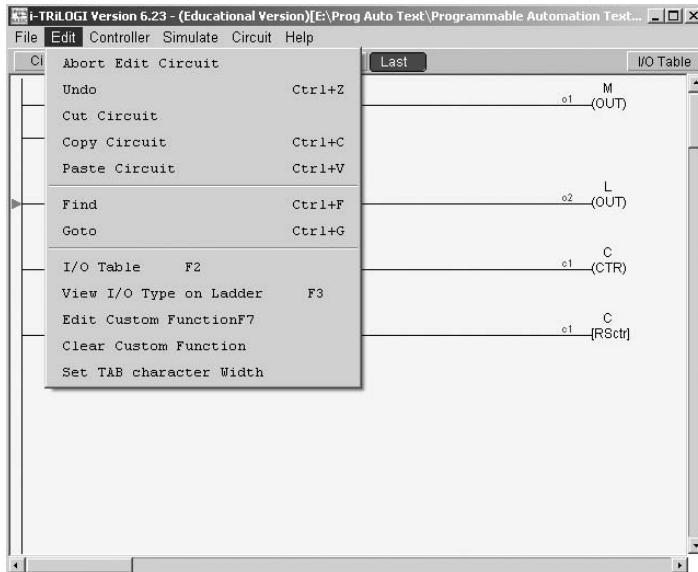 i-TRiLOGI Version 6.23 - (Educational Version)[E:\Prog Auto Text\Programmable Automation Text...
File Edit Controller Simulate Circuit Help
Ci Last I/O Table
Abort Edit Circuit
Undo Ctrl+Z
Cut Circuit
Copy Circuit Ctrl+C
Paste Circuit Ctrl+V
Find Ctrl+F
Goto Ctrl+G
I/O Table F2
View I/O Type on Ladder F3
Edit Custom FunctionF7
Clear Custom Function
Set TAB character Width
M
o1 (OUT)
L
o2 (OUT)
C
c1 (CTR)
C
c1 [RSctr]